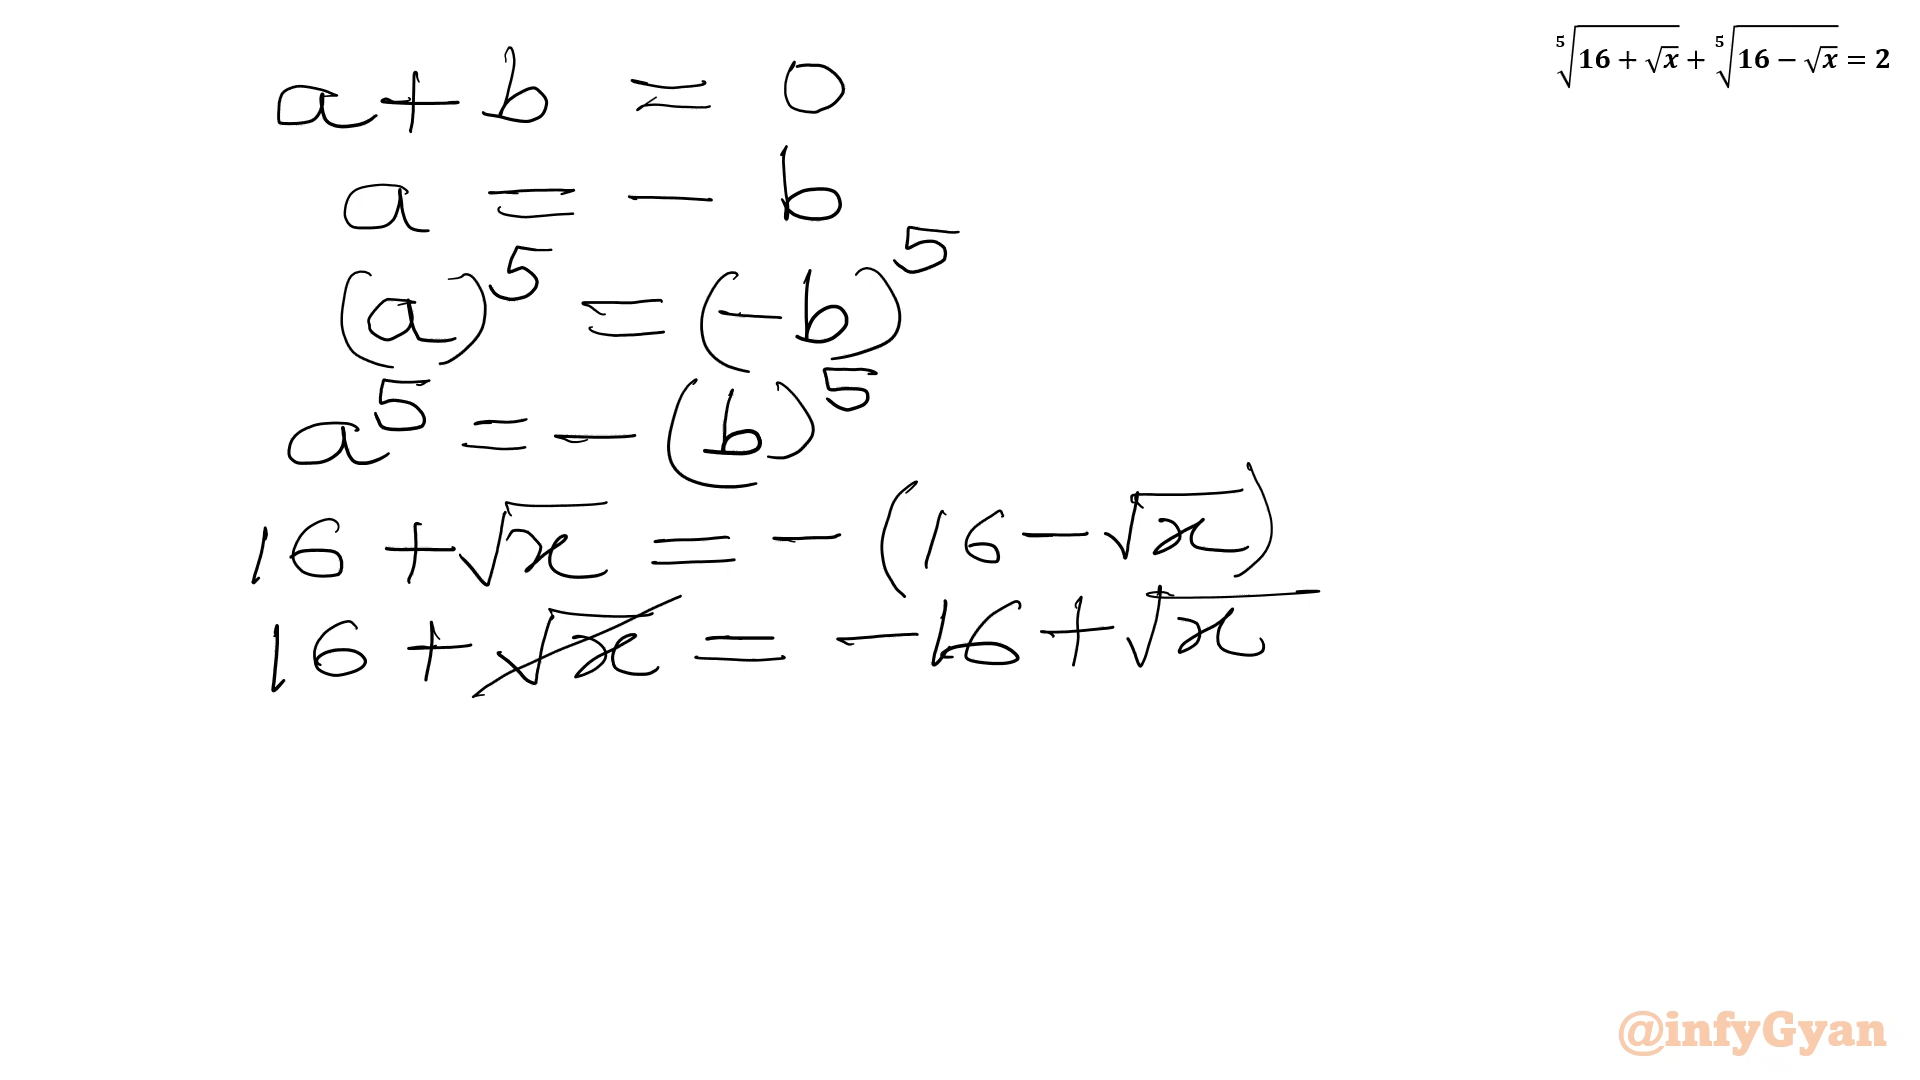 a + b = 0
⁵√(16 + √x) + ⁵√(16 − √x) = 2
a = − b
(a)⁵ = (−b)⁵
a⁵ = − (b)⁵
16 + √x = − (16 − √x)
16 + √x = − 16 + √x
@infyGyan